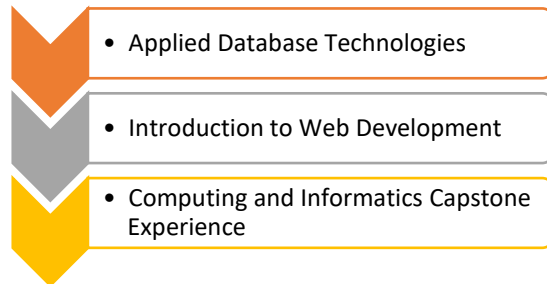 • Applied Database Technologies
• Introduction to Web Development
• Computing and Informatics Capstone
Experience